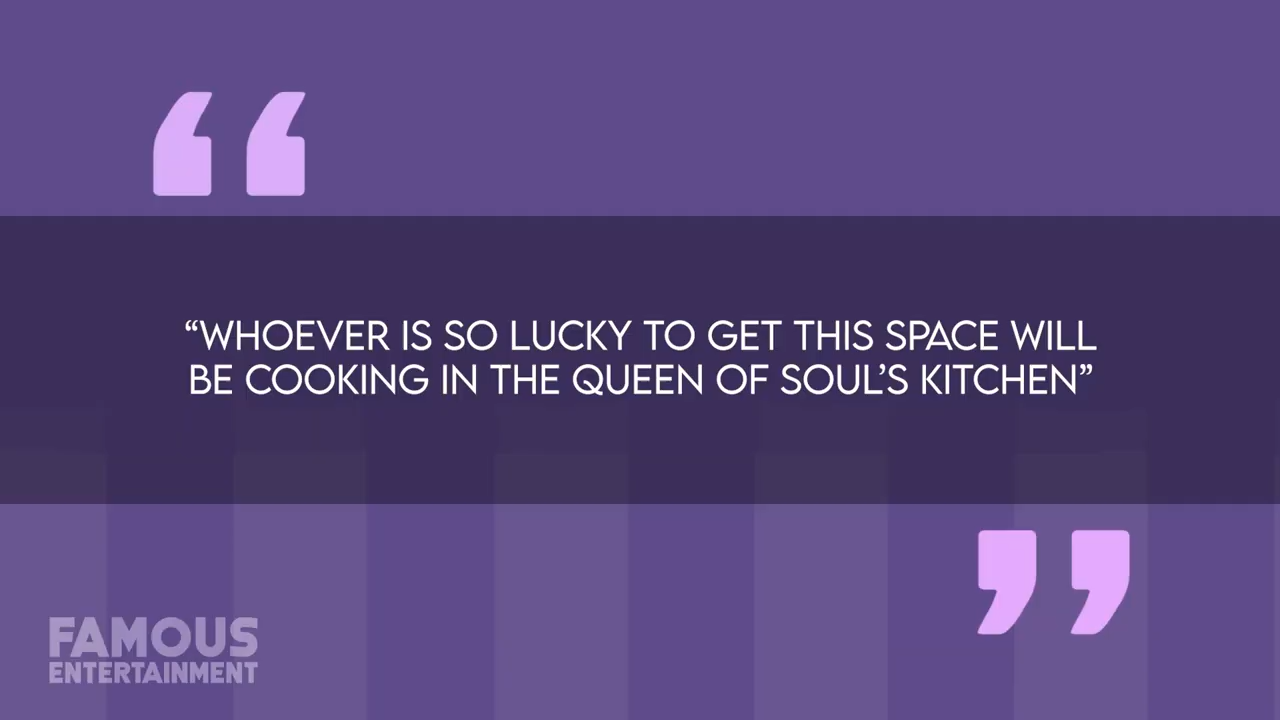 “WHOEVER IS SO LUCKY TO GET THIS SPACE WILL
BE COOKING IN THE QUEEN OF SOUL’S KITCHEN”
FAMOUS
ENTERTAINMENT